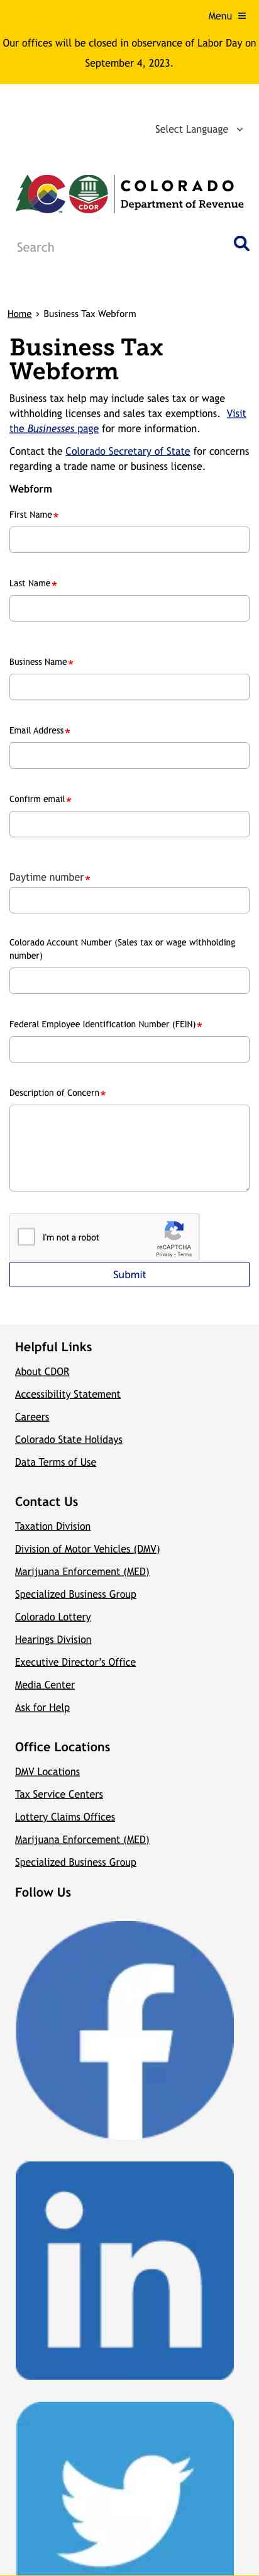 Menu
Our offices will be closed in observance of Labor Day on
September 4, 2023.
Select Language
CDOR
COLORADO
Department of Revenue
Search
Home › Business Tax Webform
Business Tax
Webform
Business tax help may include sales tax or wage
withholding licenses and sales tax exemptions. Visit
the Businesses page for more information.
Contact the Colorado Secretary of State for concerns
regarding a trade name or business license.
Webform
First Name*
Last Name*
Business Name*
Email Address*
Confirm email*
Daytime number*
Colorado Account Number (Sales tax or wage withholding
number)
Federal Employee Identification Number (FEIN)*
Description of Concern*
I'm not a robot
reCAPTCHA
Privacy - Terms
Submit
Helpful Links
About CDOR
Accessibility Statement
Careers
Colorado State Holidays
Data Terms of Use
Contact Us
Taxation Division
Division of Motor Vehicles (DMV)
Marijuana Enforcement (MED)
Specialized Business Group
Colorado Lottery
Hearings Division
Executive Director's Office
Media Center
Ask for Help
Office Locations
DMV Locations
Tax Service Centers
Lottery Claims Offices
Marijuana Enforcement (MED)
Specialized Business Group
Follow Us
f
in